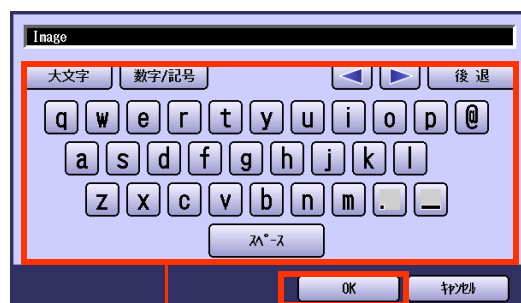 Image
大文字 数字/記号 後 退
q w e r t y u i o p @
a s d f g h j k l
z x c v b n m . _
ｽﾍﾟｰｽ
OK ｷｬﾝｾﾙ